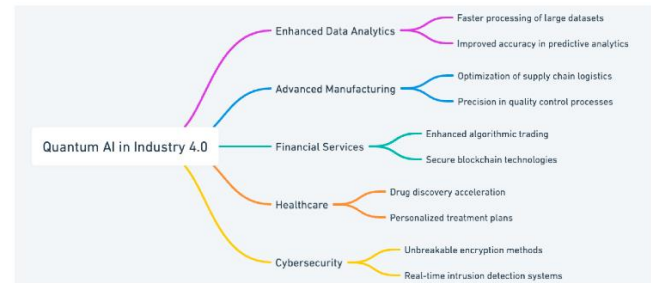 Quantum AI in Industry 4.0
Enhanced Data Analytics
Faster processing of large datasets
Improved accuracy in predictive analytics
Advanced Manufacturing
Optimization of supply chain logistics
Precision in quality control processes
Financial Services
Enhanced algorithmic trading
Secure blockchain technologies
Healthcare
Drug discovery acceleration
Personalized treatment plans
Cybersecurity
Unbreakable encryption methods
Real-time intrusion detection systems